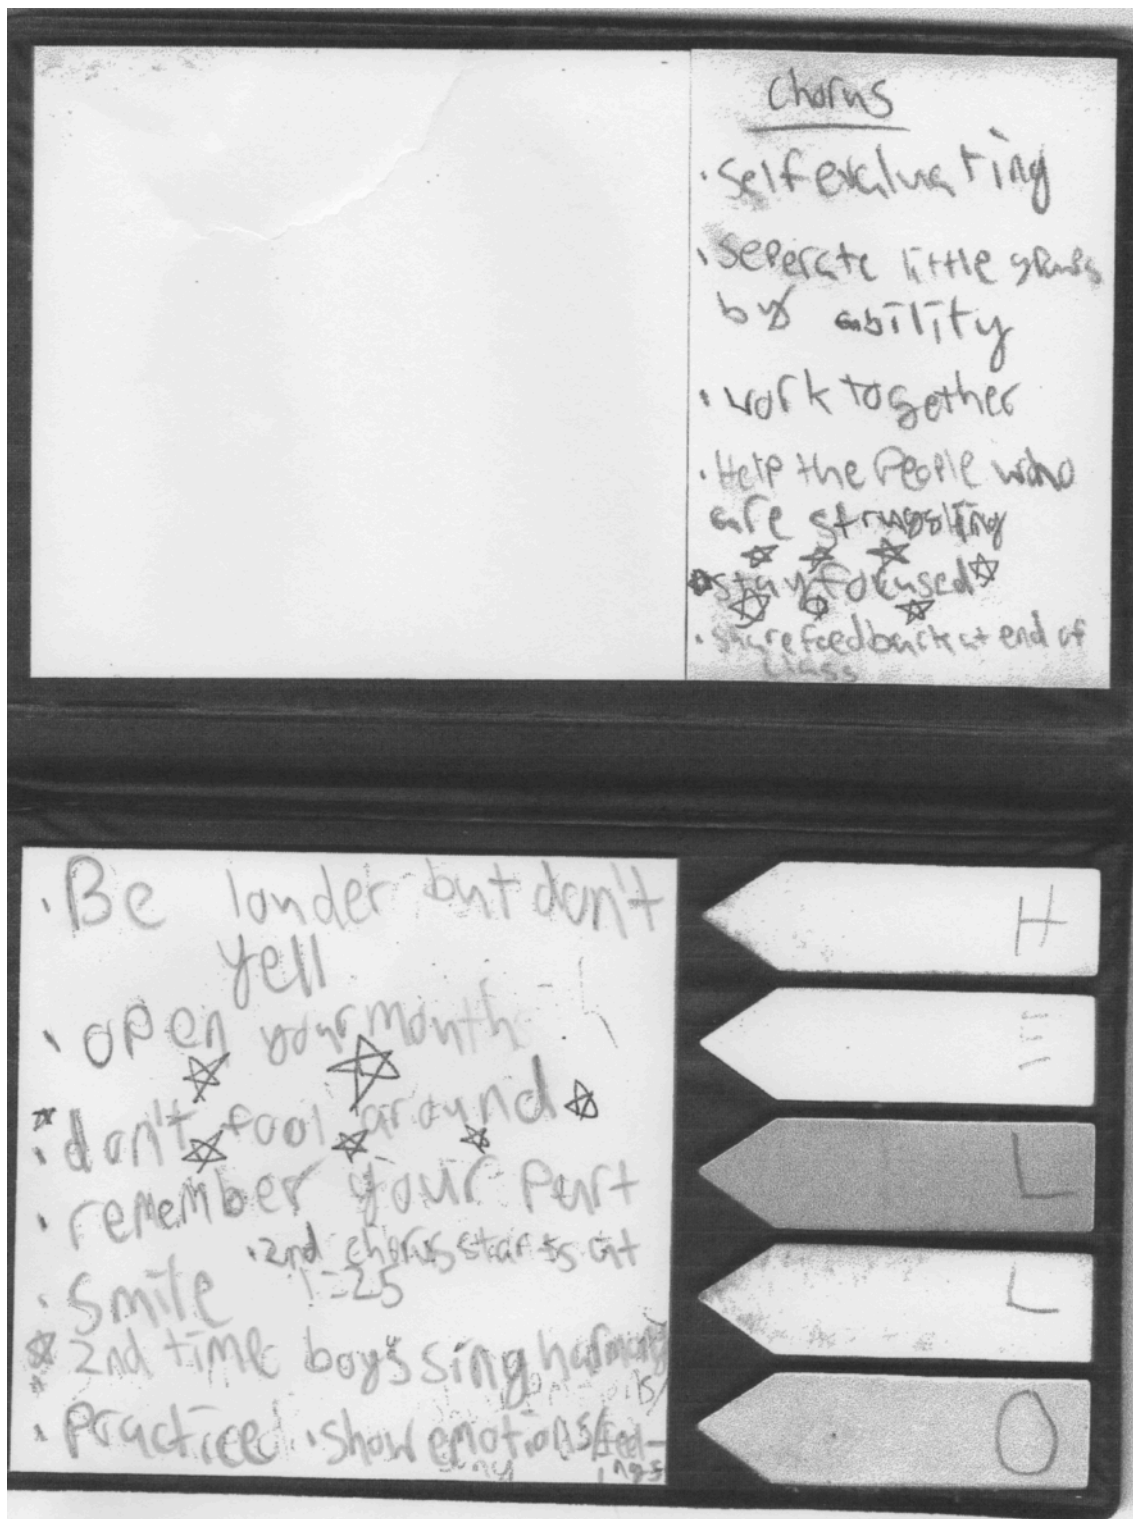 Chorus
· Self evaluating
· Seperate little groups
by ability
· work together
· Help the People who
are struggling
stay focused
· share feedback at end of
class
· Be louder but don't
yell
· open your mouth
· don't fool around
· remember your part
· 2nd chorus starts at
1=25
· Smile
2nd time boys sing harmony
· Practice · show emotions/feel-
ings
H
E
L
L
O